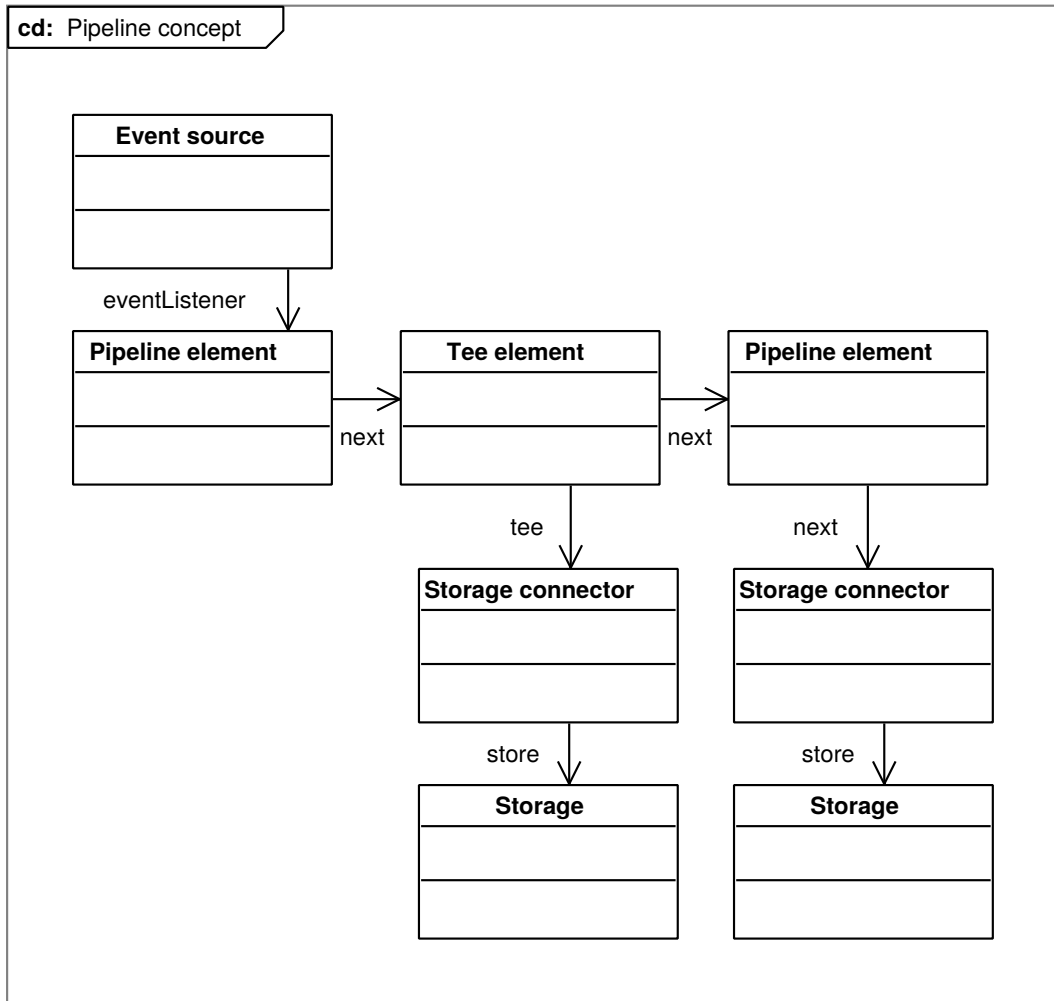 cd: Pipeline concept
Event source
eventListener
Pipeline element
Tee element
Pipeline element
next
next
tee
next
Storage connector
Storage connector
store
store
Storage
Storage